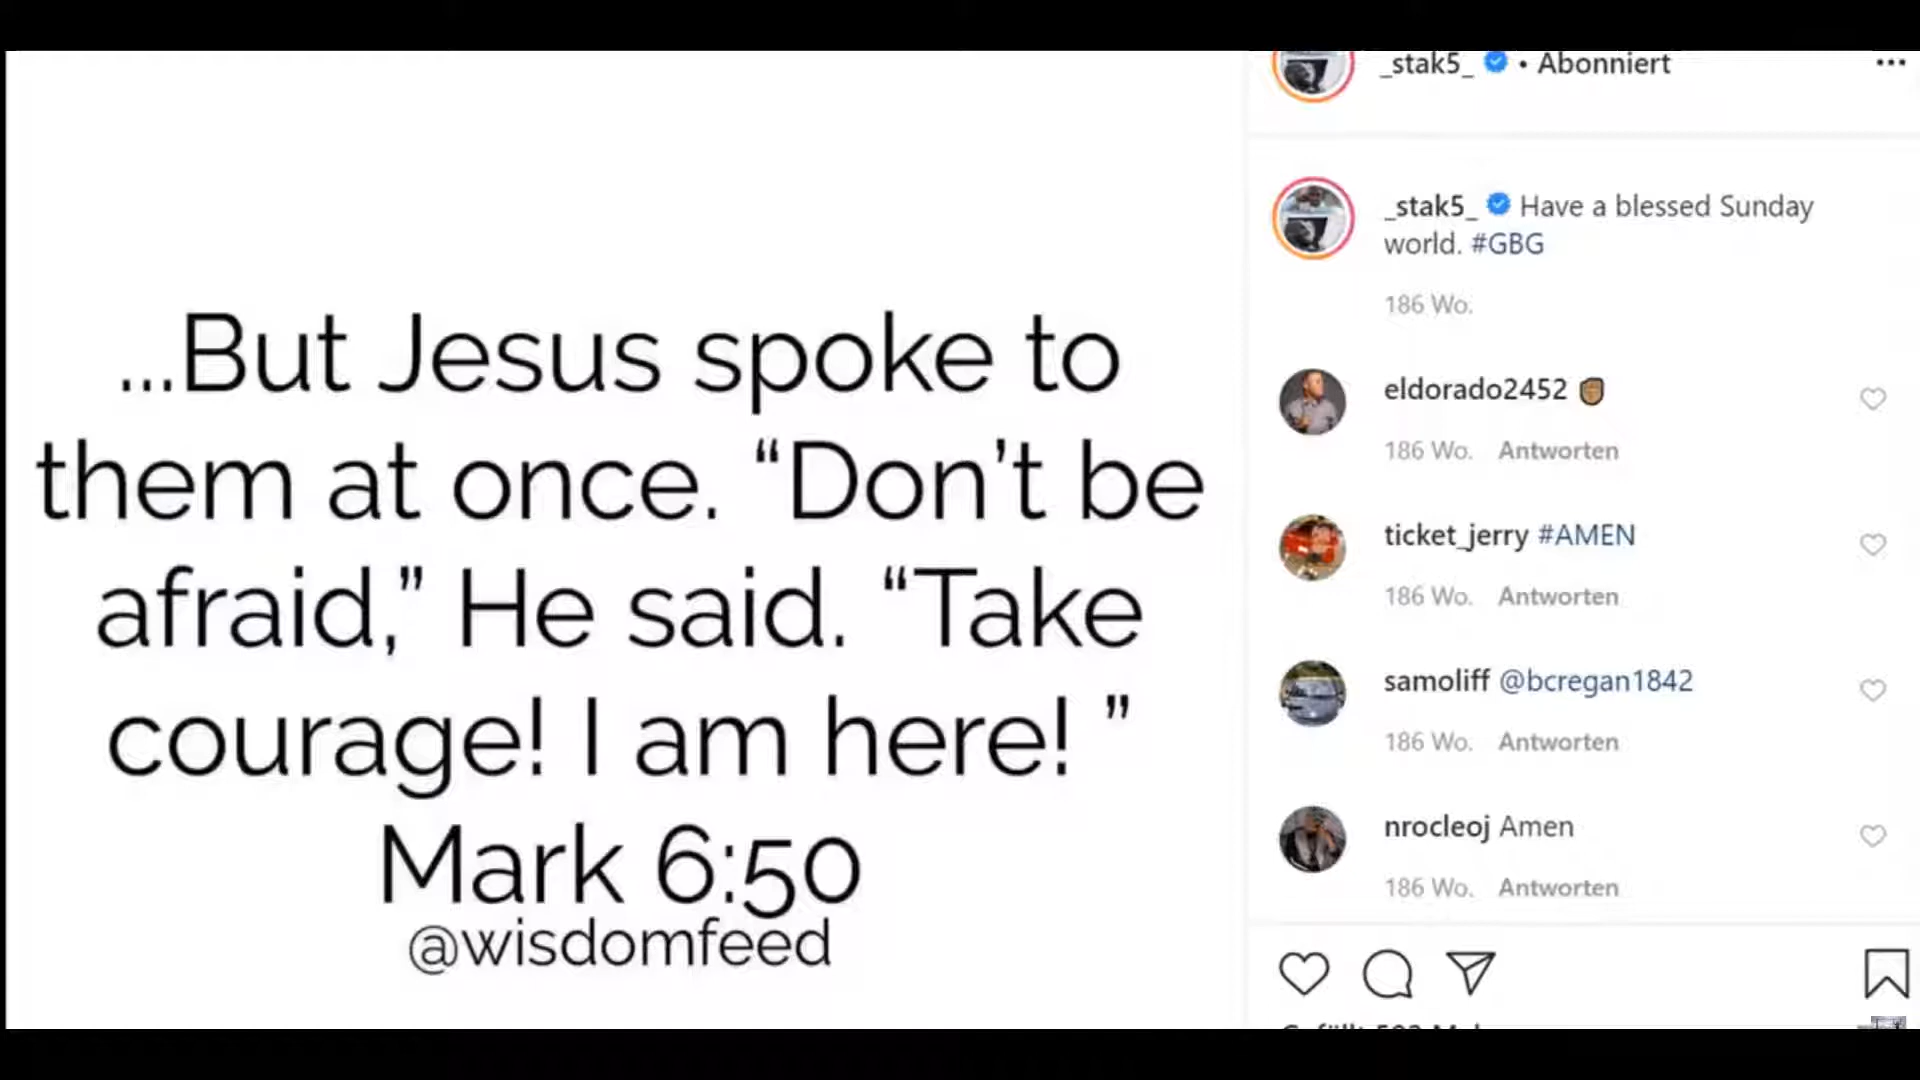 ...But Jesus spoke to
them at once. “Don’t be
afraid,” He said. “Take
courage! I am here! ”
Mark 6:50
@wisdomfeed
_stak5_ • Abonniert
_stak5_ Have a blessed Sunday
world. #GBG
186 Wo.
eldorado2452
186 Wo. Antworten
ticket_jerry #AMEN
186 Wo. Antworten
samoliff @bcregan1842
186 Wo. Antworten
nrocleoj Amen
186 Wo. Antworten